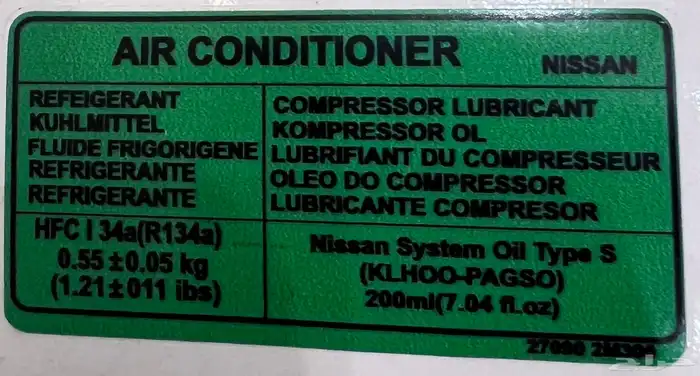 AIR CONDITIONER
NISSAN
REFEIGERANT
KUHLMITTEL
FLUIDE FRIGORIGENE
REFRIGERANTE
REFRIGERANTE
COMPRESSOR LUBRICANT
KOMPRESSOR OL
LUBRIFIANT DU COMPRESSEUR
OLEO DO COMPRESSOR
LUBRICANTE COMPRESOR
HFC I 34a(R134a)
0.55±0.05 kg
(1.21±011 ibs)
Nissan System Oil Type S
(KLHOO-PAGSO)
200ml(7.04 fl.oz)